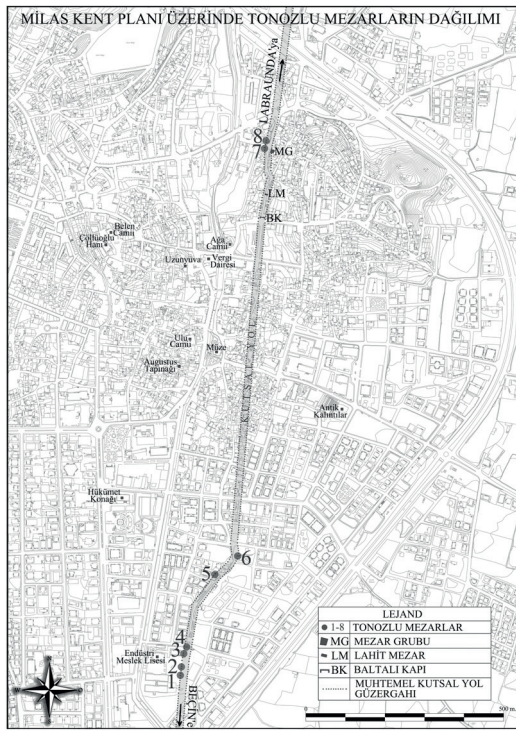 MİLAS KENT PLANI ÜZERİNDE TONOZLU MEZARLARIN DAĞILIMI
LABRAUNDA'ya
8
7
MG
LM
BK
Belen
Camii
Çöllüoğlu
Hanı
Ağa
Camii
Uzunyuva
Vergi
Dairesi
KUTSAL YOL
Ulu
Camii
Müze
Augustus
Tapınağı
Antik
Kalıntılar
Hükümet
Konağı
6
5
4
3
2
1
Endüstri
Meslek Lisesi
BEÇİN'e
LEJAND
1-8 TONOZLU MEZARLAR
MG MEZAR GRUBU
LM LAHİT MEZAR
BK BALTALI KAPI
MUHTEMEL KUTSAL YOL
GÜZERGAHI
0 500 m.